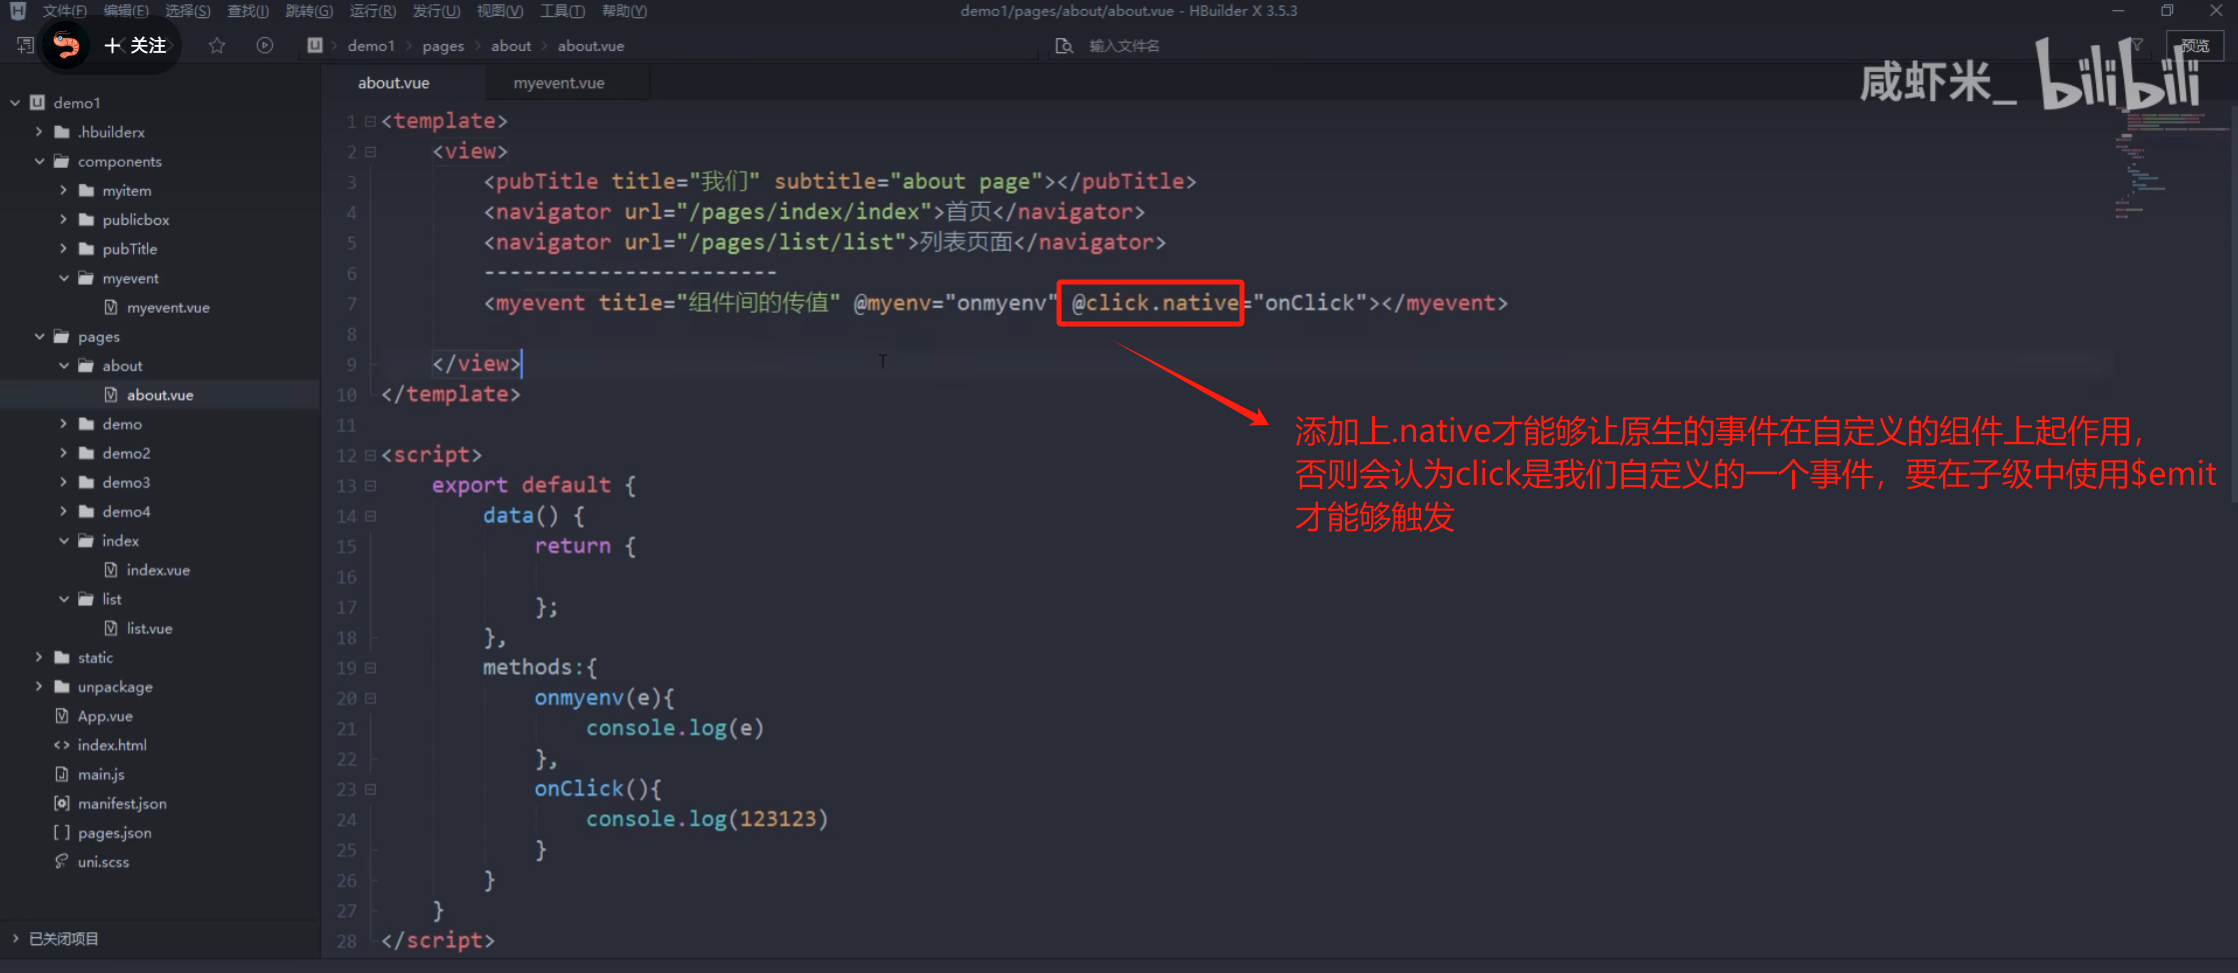 文件(F) 编辑(E) 选择(S) 查找(I) 跳转(G) 运行(R) 发行(U) 视图(V) 工具(T) 帮助(Y)
demo1/pages/about/about.vue - HBuilder X 3.5.3
+ 关注
demo1 > pages > about > about.vue
输入文件名
预览
咸虾米_ bilibili
about.vue
myevent.vue
demo1
.hbuilderx
components
myitem
publicbox
pubTitle
myevent
myevent.vue
pages
about
about.vue
demo
demo2
demo3
demo4
index
index.vue
list
list.vue
static
unpackage
App.vue
index.html
main.js
manifest.json
pages.json
uni.scss
已关闭项目
1 <template>
2 <view>
3 <pubTitle title="我们" subtitle="about page"></pubTitle>
4 <navigator url="/pages/index/index">首页</navigator>
5 <navigator url="/pages/list/list">列表页面</navigator>
6 -----------------------
7 <myevent title="组件间的传值" @myenv="onmyenv" @click.native="onClick"></myevent>
8
9 </view>
10 </template>
11
12 <script>
13 export default {
14 data() {
15 return {
16
17 };
18 },
19 methods:{
20 onmyenv(e){
21 console.log(e)
22 },
23 onClick(){
24 console.log(123123)
25 }
26 }
27 }
28 </script>
添加上.native才能够让原生的事件在自定义的组件上起作用，
否则会认为click是我们自定义的一个事件，要在子级中使用$emit
才能够触发